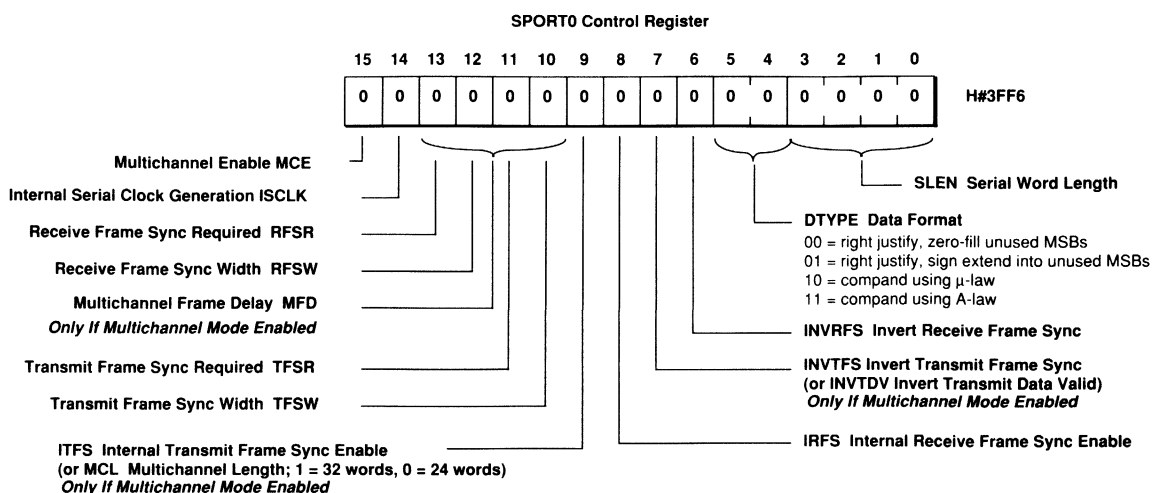 SPORT0 Control Register
15 14 13 12 11 10 9 8 7 6 5 4 3 2 1 0
0 0 0 0 0 0 0 0 0 0 0 0 0 0 0 0 H#3FF6
Multichannel Enable MCE
Internal Serial Clock Generation ISCLK
Receive Frame Sync Required RFSR
Receive Frame Sync Width RFSW
Multichannel Frame Delay MFD
Only If Multichannel Mode Enabled
Transmit Frame Sync Required TFSR
Transmit Frame Sync Width TFSW
ITFS Internal Transmit Frame Sync Enable
(or MCL Multichannel Length; 1 = 32 words, 0 = 24 words)
Only If Multichannel Mode Enabled
SLEN Serial Word Length
DTYPE Data Format
00 = right justify, zero-fill unused MSBs
01 = right justify, sign extend into unused MSBs
10 = compand using μ-law
11 = compand using A-law
INVRFS Invert Receive Frame Sync
INVTFS Invert Transmit Frame Sync
(or INVTDV Invert Transmit Data Valid)
Only If Multichannel Mode Enabled
IRFS Internal Receive Frame Sync Enable